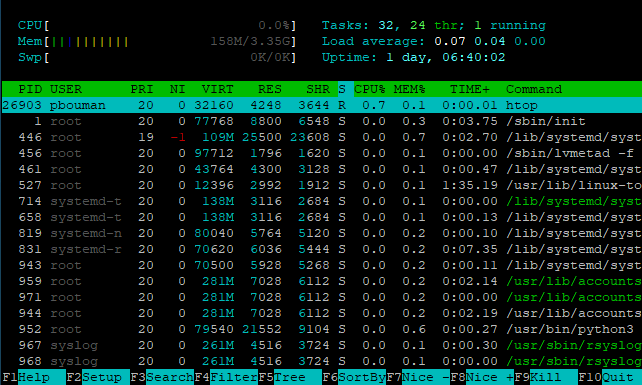 CPU[ 0.0%] Tasks: 32, 24 thr; 1 running
Mem[||||||||||| 158M/3.35G] Load average: 0.07 0.04 0.00
Swp[ 0K/0K] Uptime: 1 day, 06:40:02
PID USER PRI NI VIRT RES SHR S CPU% MEM% TIME+ Command
26903 pbouman 20 0 32160 4248 3644 R 0.7 0.1 0:00.01 htop
1 root 20 0 77768 8800 6548 S 0.0 0.3 0:03.75 /sbin/init
446 root 19 -1 109M 25500 23608 S 0.0 0.7 0:02.70 /lib/systemd/syst
456 root 20 0 97712 1796 1620 S 0.0 0.1 0:00.00 /sbin/lvmetad -f
461 root 20 0 43764 4300 3128 S 0.0 0.1 0:00.47 /lib/systemd/syst
527 root 20 0 12396 2992 1912 S 0.0 0.1 1:35.19 /usr/lib/linux-to
714 systemd-t 20 0 138M 3116 2684 S 0.0 0.1 0:00.00 /lib/systemd/syst
658 systemd-t 20 0 138M 3116 2684 S 0.0 0.1 0:00.13 /lib/systemd/syst
819 systemd-n 20 0 80040 5764 5120 S 0.0 0.2 0:00.10 /lib/systemd/syst
831 systemd-r 20 0 70620 6036 5444 S 0.0 0.2 0:07.35 /lib/systemd/syst
943 root 20 0 70500 5928 5268 S 0.0 0.2 0:00.11 /lib/systemd/syst
959 root 20 0 281M 7028 6112 S 0.0 0.2 0:02.14 /usr/lib/accounts
971 root 20 0 281M 7028 6112 S 0.0 0.2 0:00.00 /usr/lib/accounts
944 root 20 0 281M 7028 6112 S 0.0 0.2 0:02.19 /usr/lib/accounts
952 root 20 0 79540 21552 9104 S 0.0 0.6 0:00.27 /usr/bin/python3
967 syslog 20 0 261M 4516 3724 S 0.0 0.1 0:00.30 /usr/sbin/rsyslog
968 syslog 20 0 261M 4516 3724 S 0.0 0.1 0:00.00 /usr/sbin/rsyslog
F1Help F2Setup F3SearchF4FilterF5Tree F6SortByF7Nice -F8Nice +F9Kill F10Quit